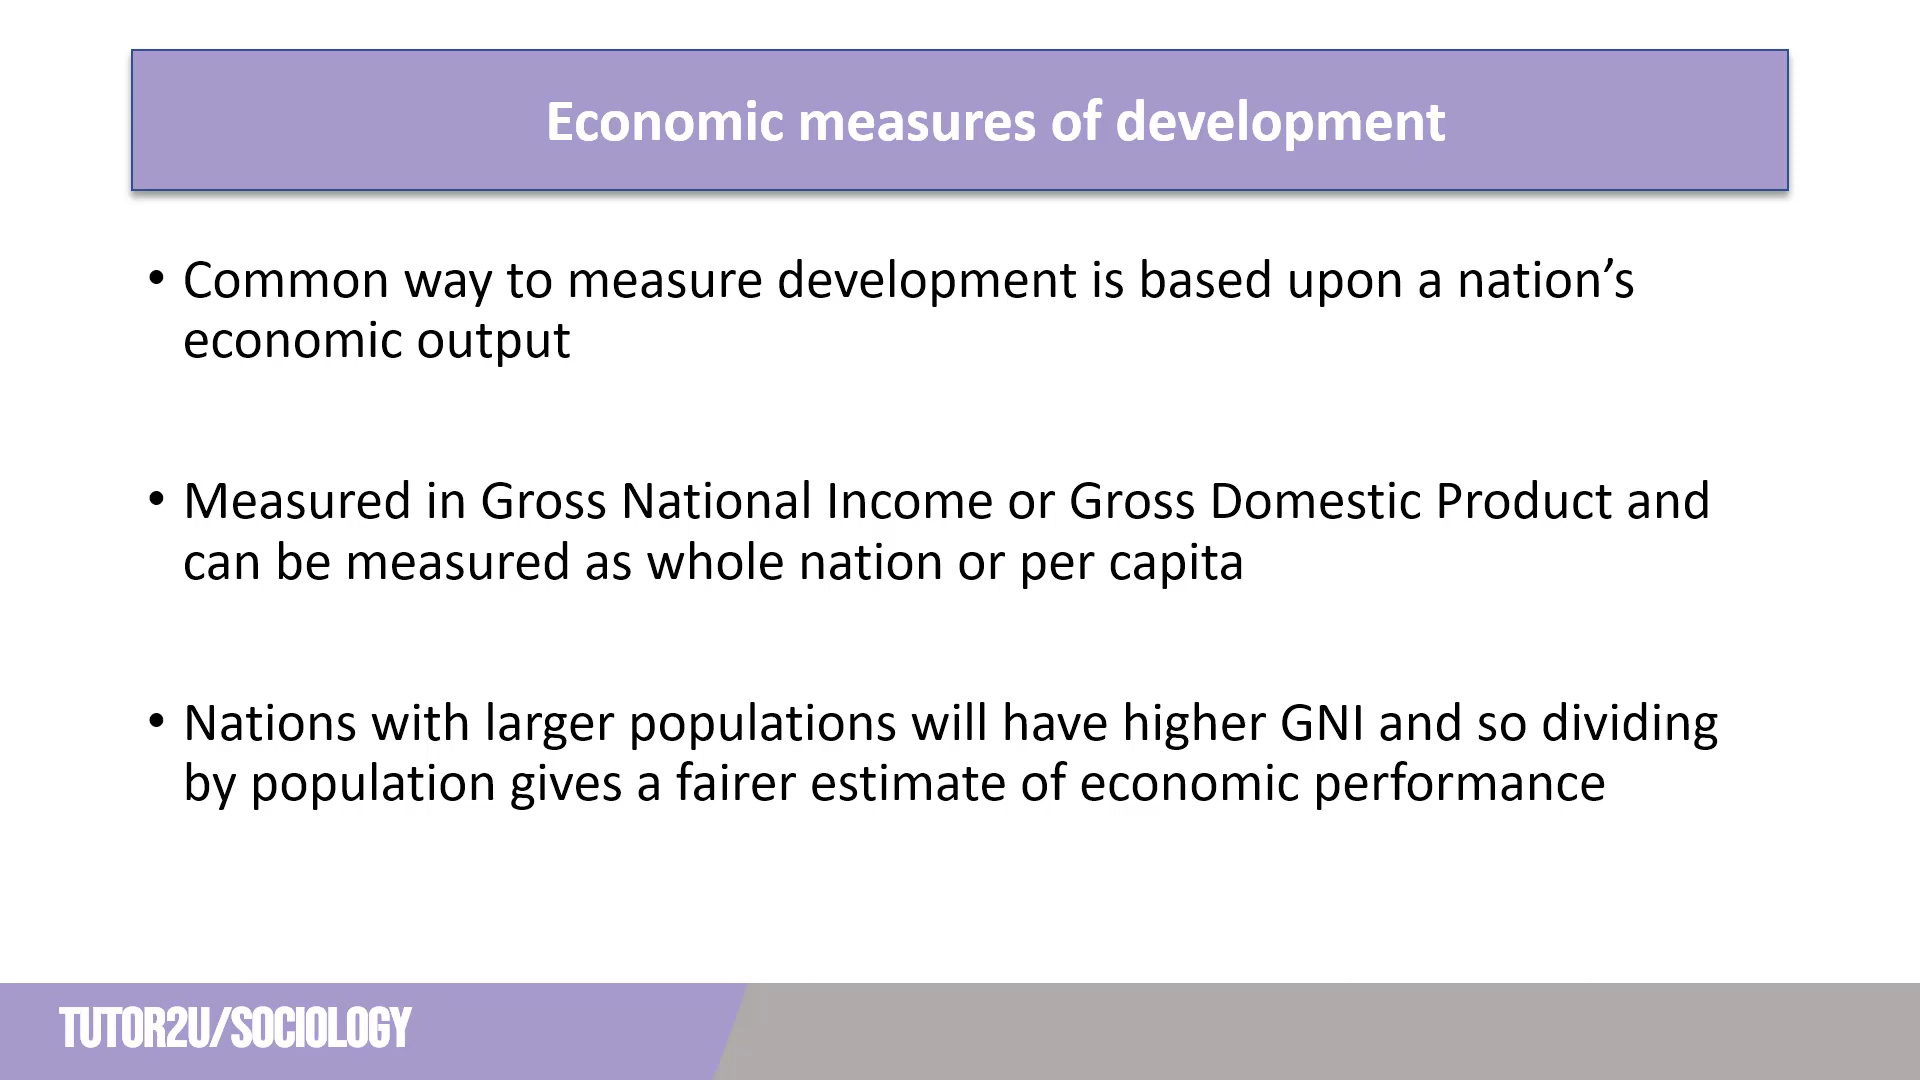 Economic measures of development
• Common way to measure development is based upon a nation’s
economic output
• Measured in Gross National Income or Gross Domestic Product and
can be measured as whole nation or per capita
• Nations with larger populations will have higher GNI and so dividing
by population gives a fairer estimate of economic performance
TUTOR2U/SOCIOLOGY